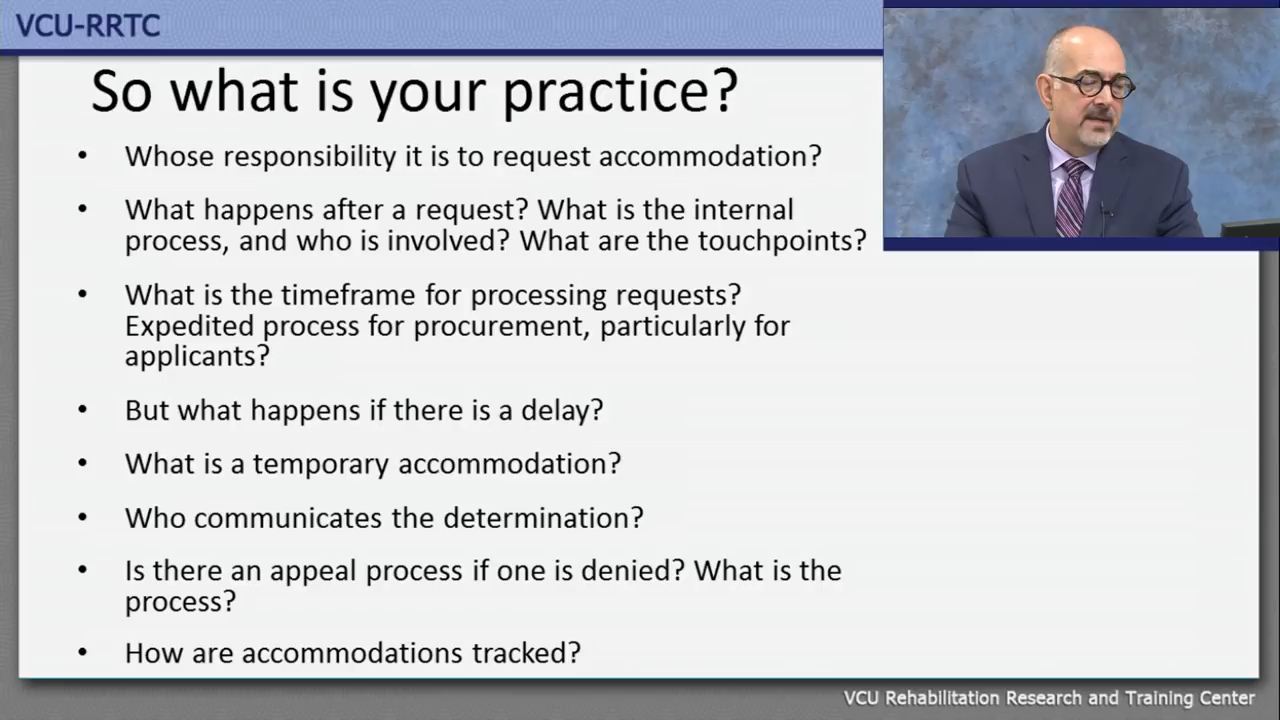 VCU-RRTC
So what is your practice?
• Whose responsibility it is to request accommodation?
• What happens after a request? What is the internal
process, and who is involved? What are the touchpoints?
• What is the timeframe for processing requests?
Expedited process for procurement, particularly for
applicants?
• But what happens if there is a delay?
• What is a temporary accommodation?
• Who communicates the determination?
• Is there an appeal process if one is denied? What is the
process?
• How are accommodations tracked?
VCU Rehabilitation Research and Training Center